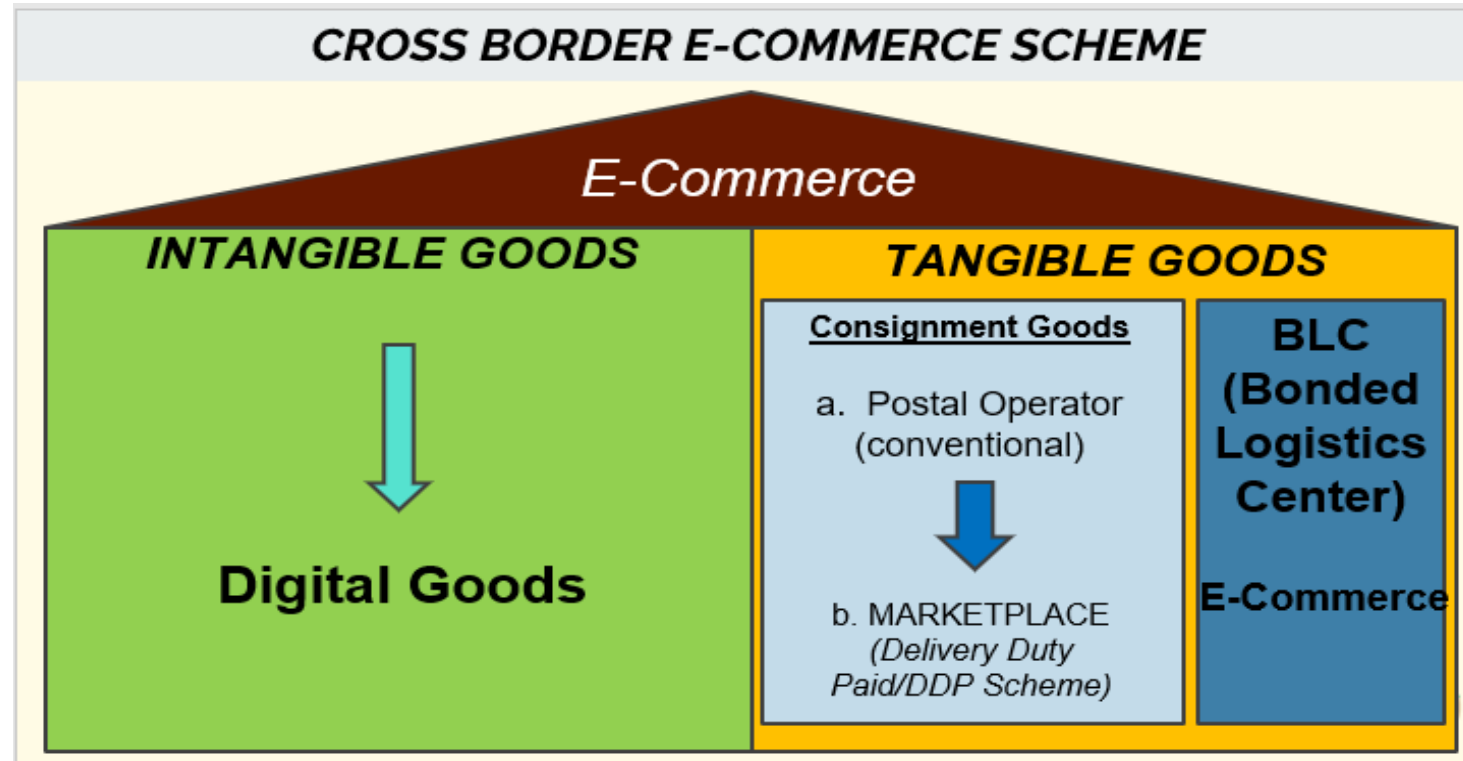 CROSS BORDER E-COMMERCE SCHEME
E-Commerce
INTANGIBLE GOODS
Digital Goods
TANGIBLE GOODS
Consignment Goods
a. Postal Operator
(conventional)
b. MARKETPLACE
(Delivery Duty
Paid/DDP Scheme)
BLC
(Bonded
Logistics
Center)
E-Commerce